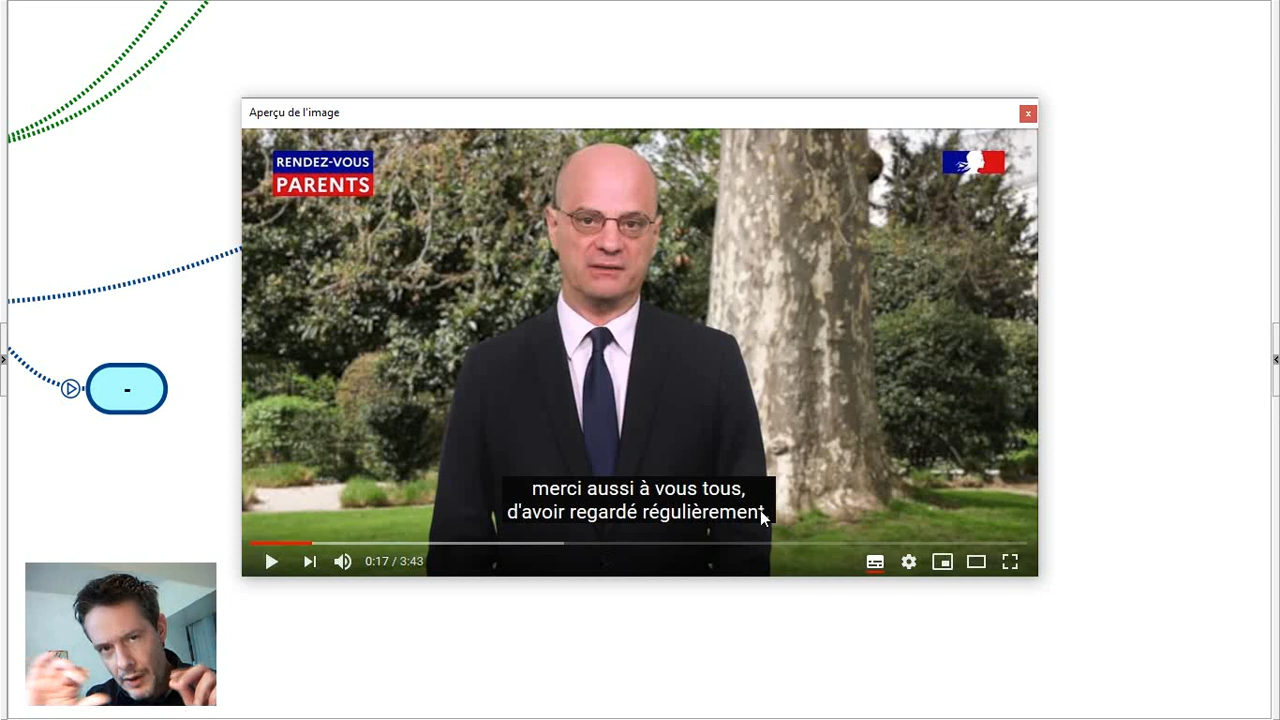 Aperçu de l'image
x
RENDEZ-VOUS
PARENTS
-
merci aussi à vous tous,
d'avoir regardé régulièrement
0:17 / 3:43